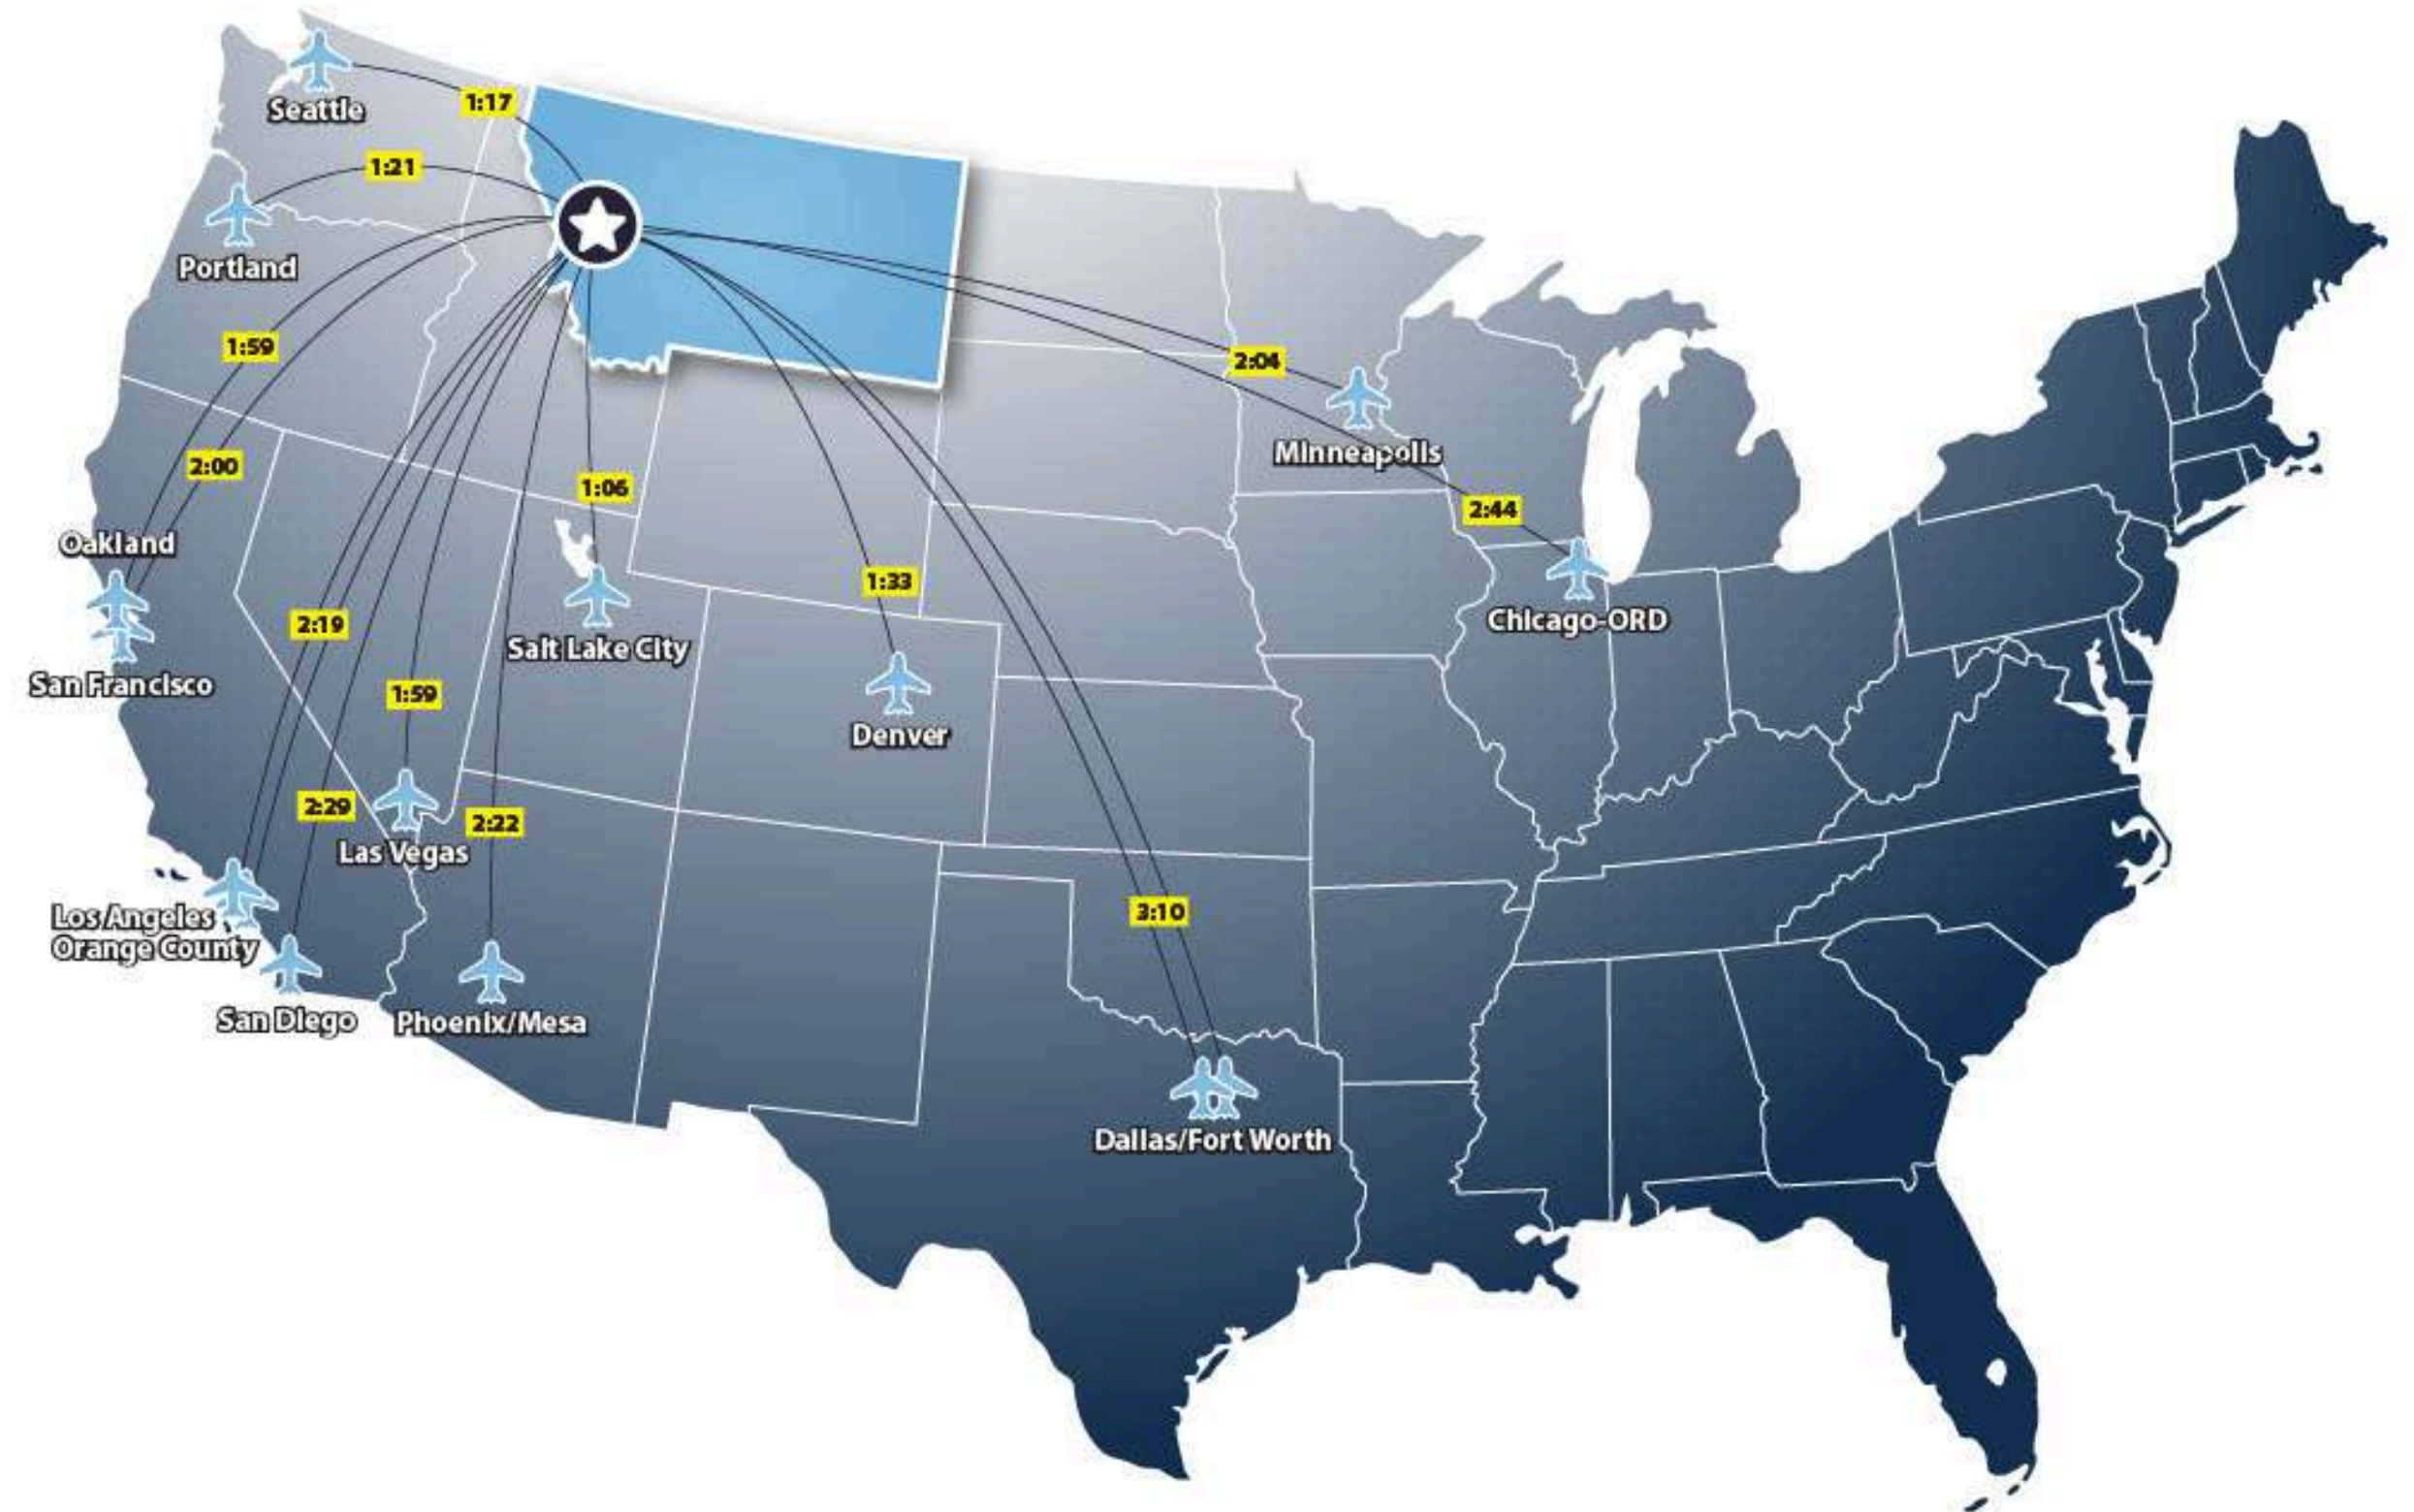 Seattle
1:17
1:21
Portland
1:59
2:04
Minneapolis
2:00
1:06
2:44
Oakland
1:33
Chicago-ORD
2:19
Salt Lake City
San Francisco
1:59
Denver
2:29
2:22
Las Vegas
3:10
Los Angeles
Orange County
San Diego
Phoenix/Mesa
Dallas/Fort Worth